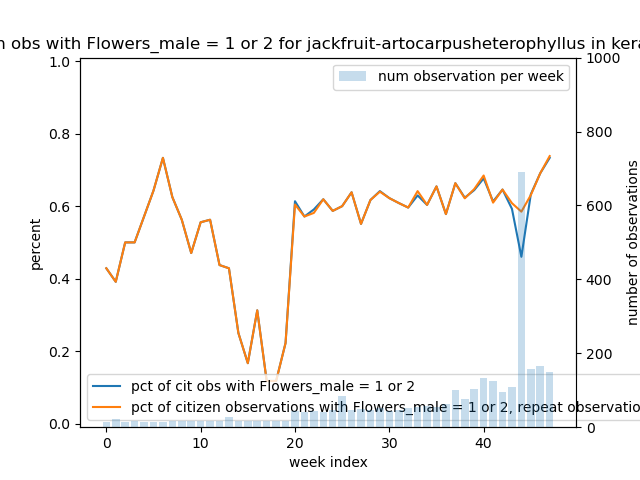 obs with Flowers_male = 1 or 2 for jackfruit-artocarpusheterophyllus in
num observation per week
1.0
0.8
0.6
0.4
0.2
0.0
percent
1000
800
600
400
200
0
number of observations
pct of cit obs with Flowers_male = 1 or 2
pct of citizen observations with Flowers_male = 1 or 2, repeat
0
10
20
30
40
week index